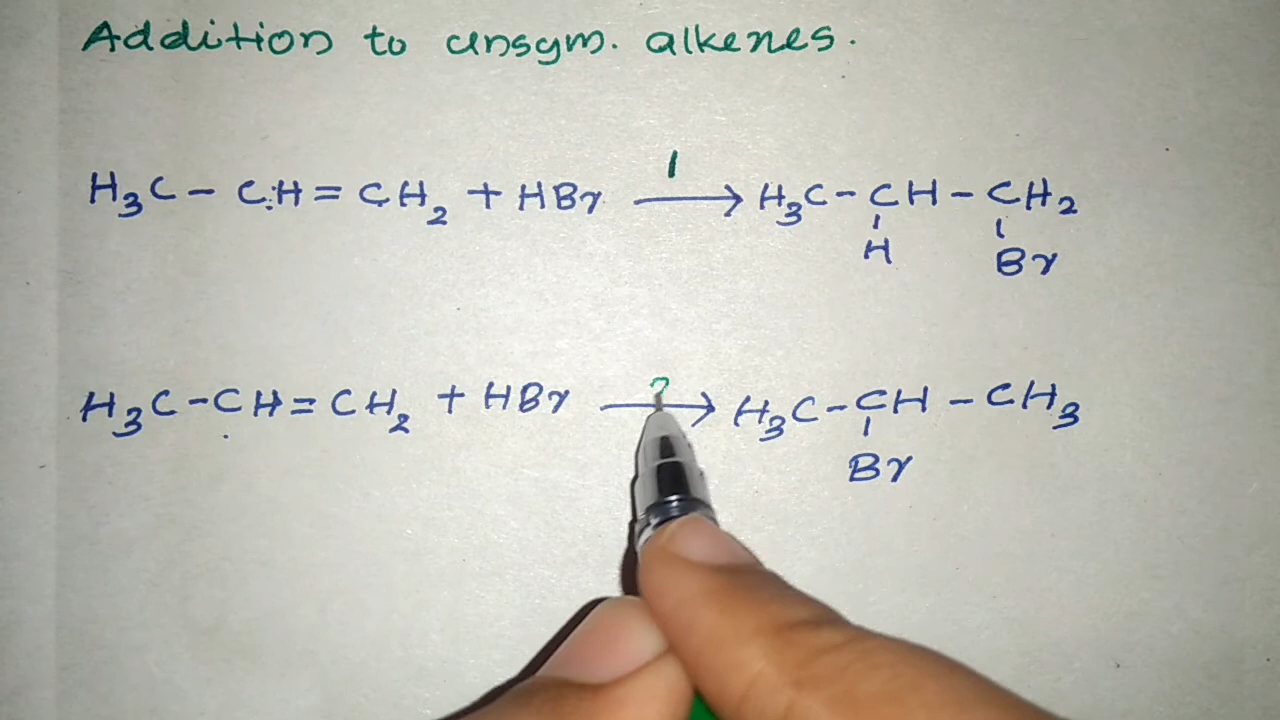 Addition to unsym. alkenes.
1
H₃C - CH = CH₂ + HBr ⟶ H₃C - CH - CH₂
H Br
?
H₃C - CH = CH₂ + HBr ⟶ H₃C - CH - CH₃
Br